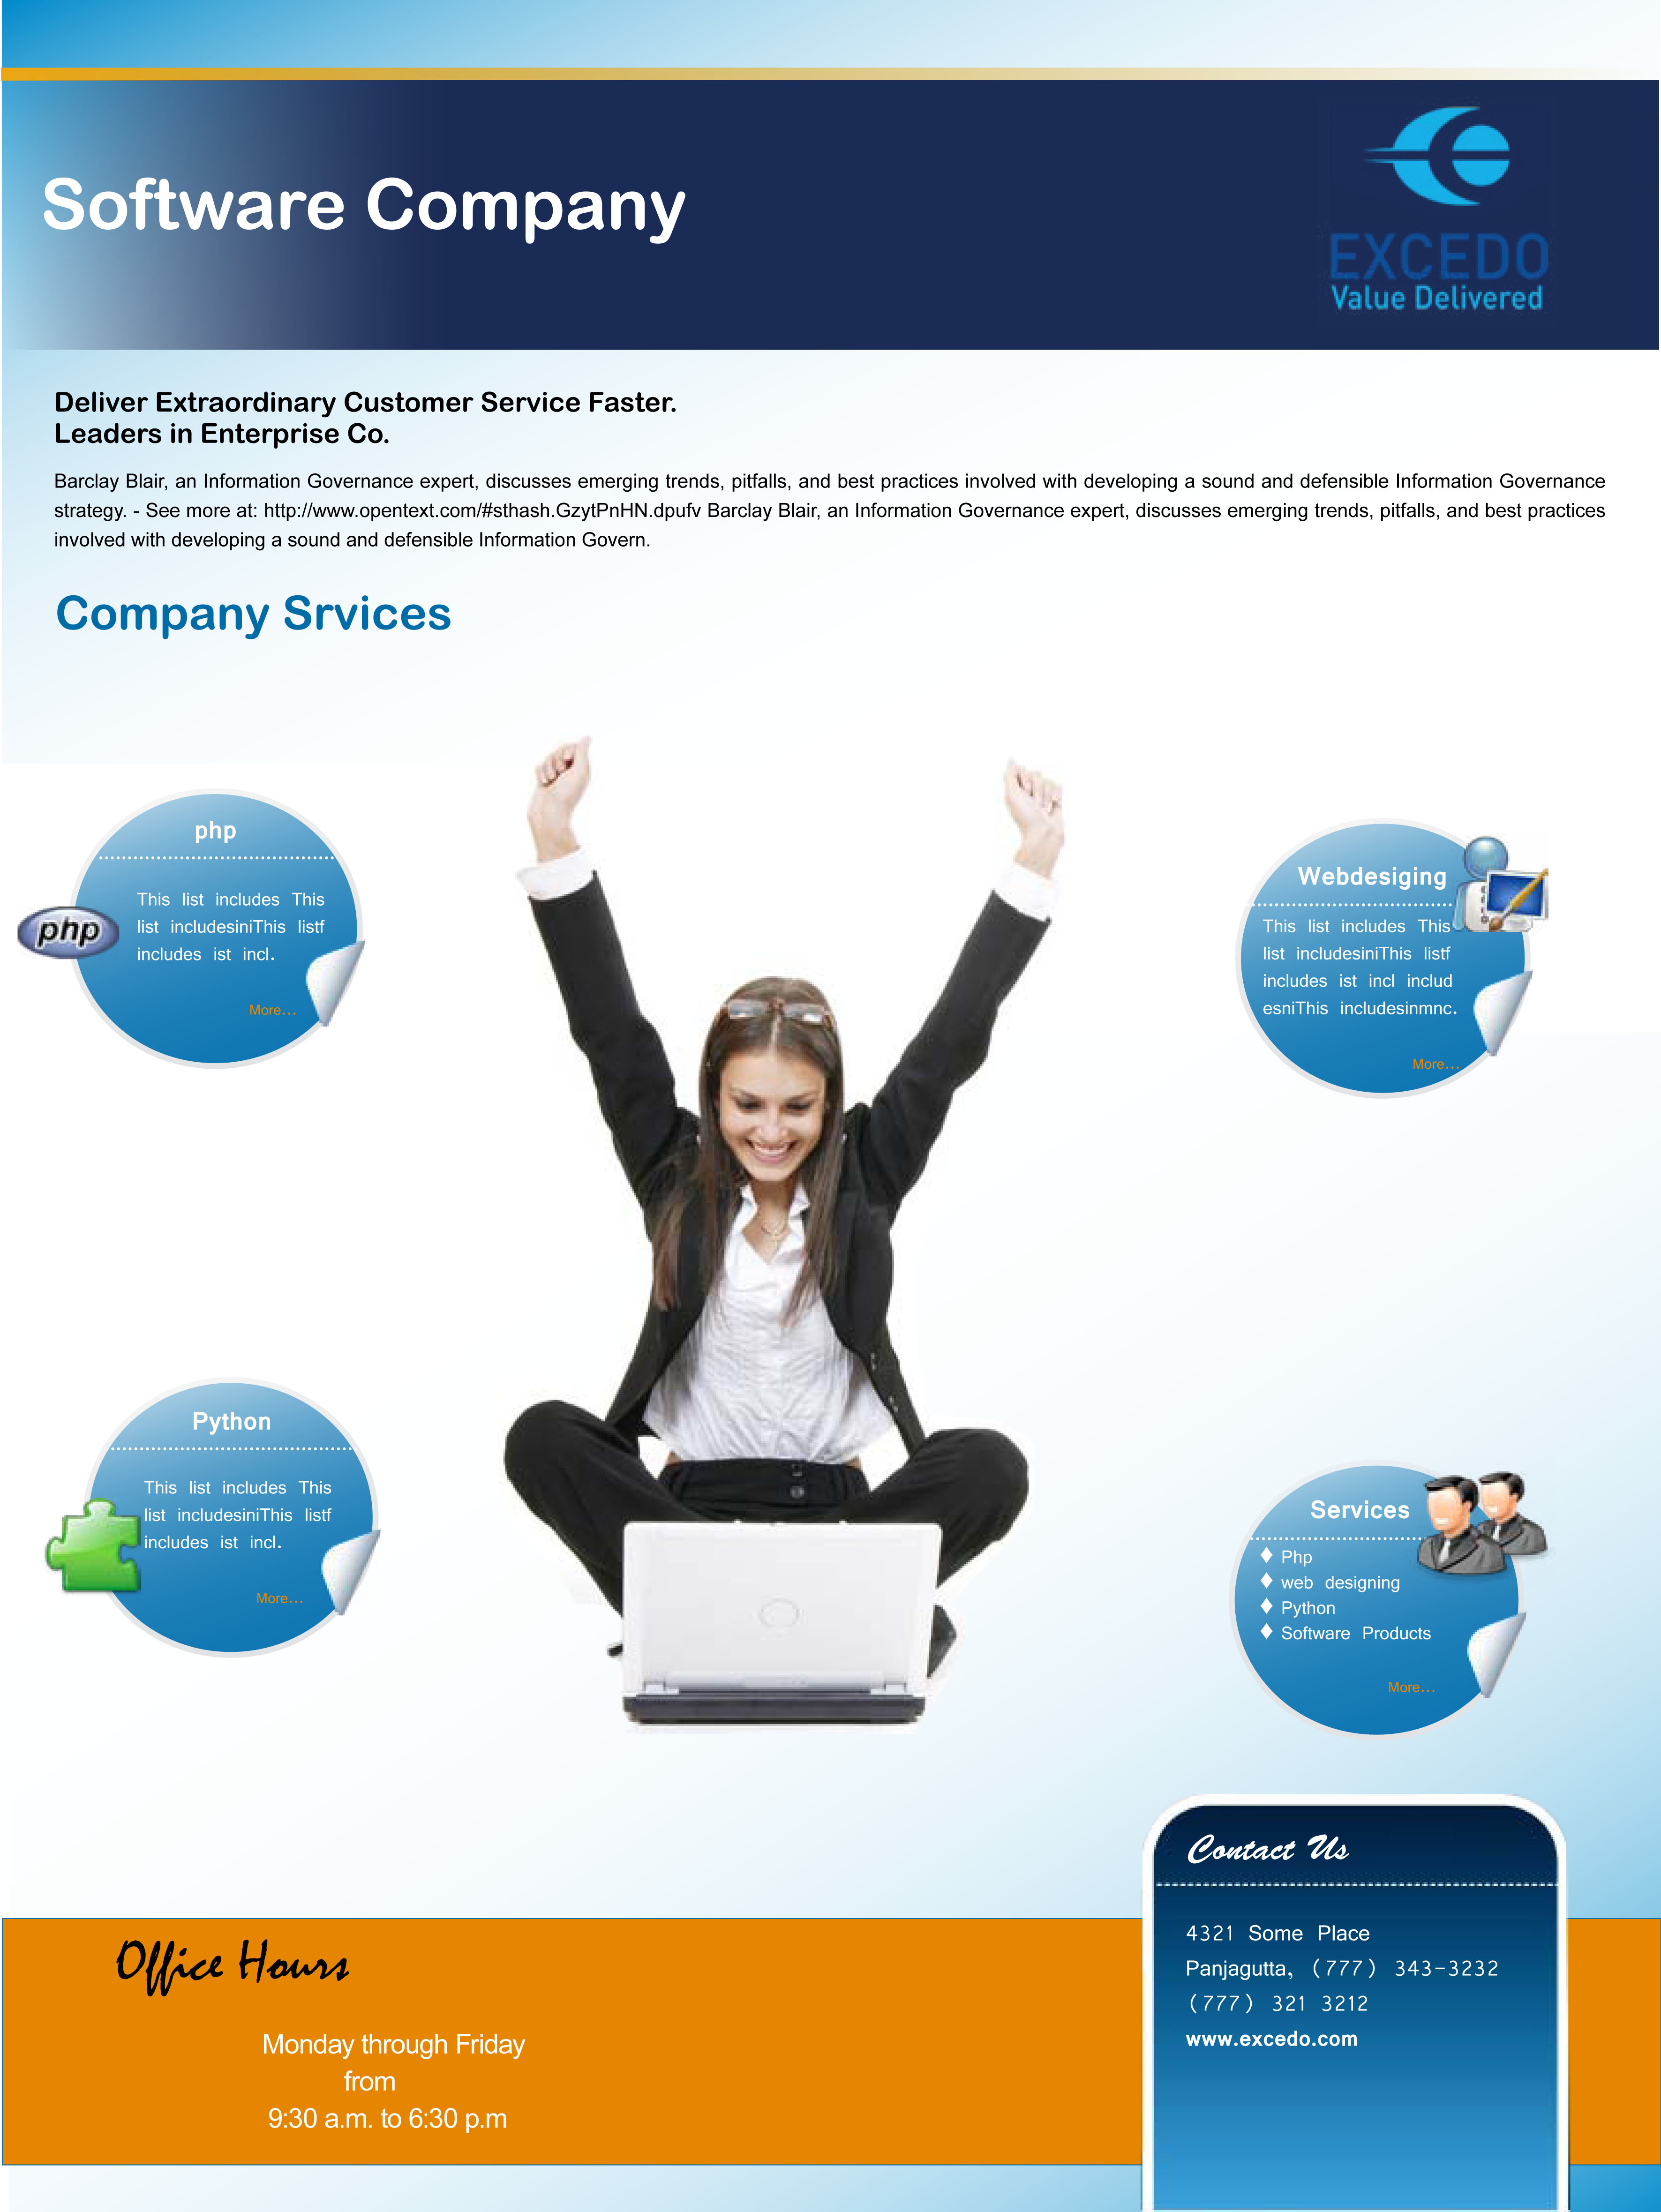 Software Company
EXCEDO
Value Delivered
Deliver Extraordinary Customer Service Faster.
Leaders in Enterprise Co.
Barclay Blair, an Information Governance expert, discusses emerging trends, pitfalls, and best practices involved with developing a sound and defensible Information Governance
strategy. - See more at: http://www.opentext.com/#sthash.GzytPnHN.dpufv Barclay Blair, an Information Governance expert, discusses emerging trends, pitfalls, and best practices
involved with developing a sound and defensible Information Govern.
Company Srvices
php
php
This list includes This
list includesiniThis listf
includes ist incl.
More...
Webdesiging
This list includes This
list includesiniThis listf
includes ist incl includ
esniThis includesinmnc.
More...
Python
This list includes This
list includesiniThis listf
includes ist incl.
More...
Services
♦ Php
♦ web designing
♦ Python
♦ Software Products
More...
Office Hours
Monday through Friday
from
9:30 a.m. to 6:30 p.m
Contact Us
4321 Some Place
Panjagutta, (777) 343-3232
(777) 321 3212
www.excedo.com